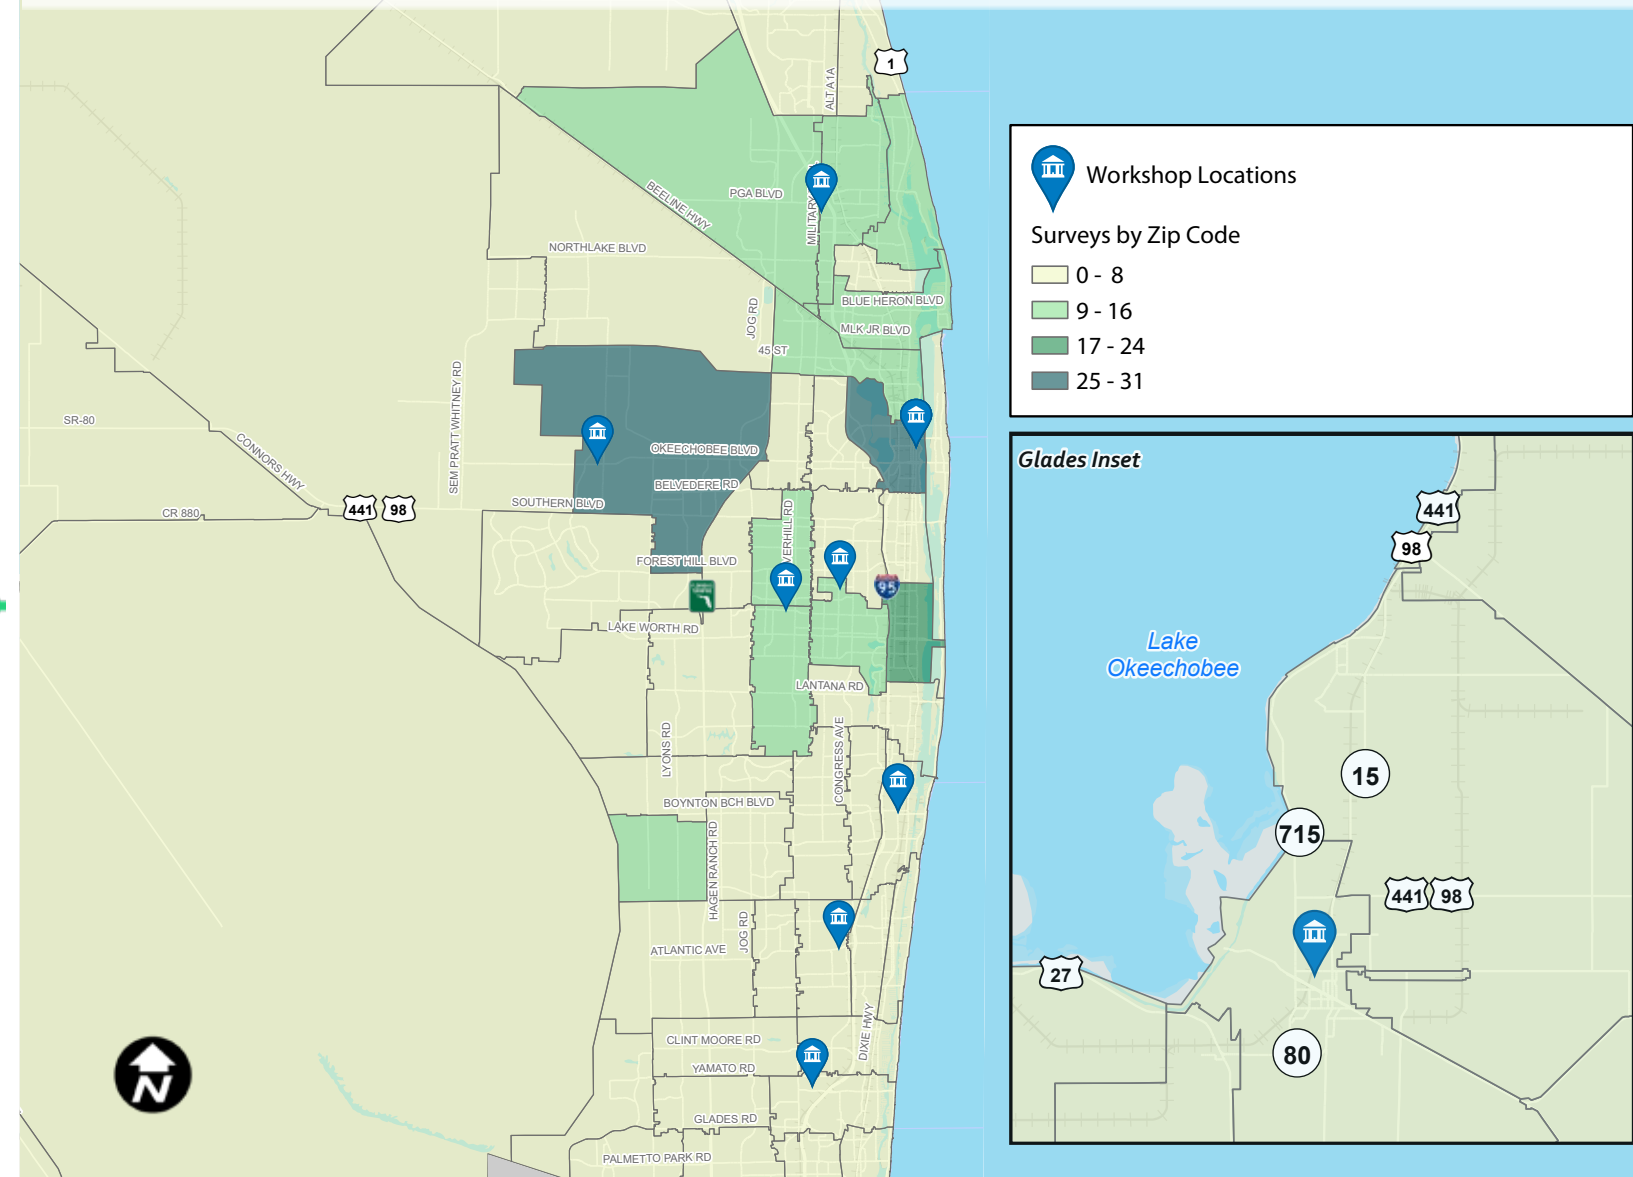 1
ALT A1A
BEELINE HWY
PGA BLVD
MILITARY
NORTHLAKE BLVD
BLUE HERON BLVD
JOG RD
MLK JR BLVD
45 ST
SEM PRATT WHITNEY RD
SR-80
CONNORS HWY
OKEECHOBEE BLVD
BELVEDERE RD
SOUTHERN BLVD
441
98
CR 880
VERHILL RD
FOREST HILL BLVD
95
LAKE WORTH RD
LANTANA RD
LYONS RD
CONGRESS AVE
BOYNTON BCH BLVD
HAGEN RANCH RD
JOG RD
ATLANTIC AVE
DIXIE HWY
CLINT MOORE RD
YAMATO RD
GLADES RD
PALMETTO PARK RD
N
Workshop Locations
Surveys by Zip Code
0 - 8
9 - 16
17 - 24
25 - 31
Glades Inset
441
98
Lake
Okeechobee
15
715
441
98
27
80